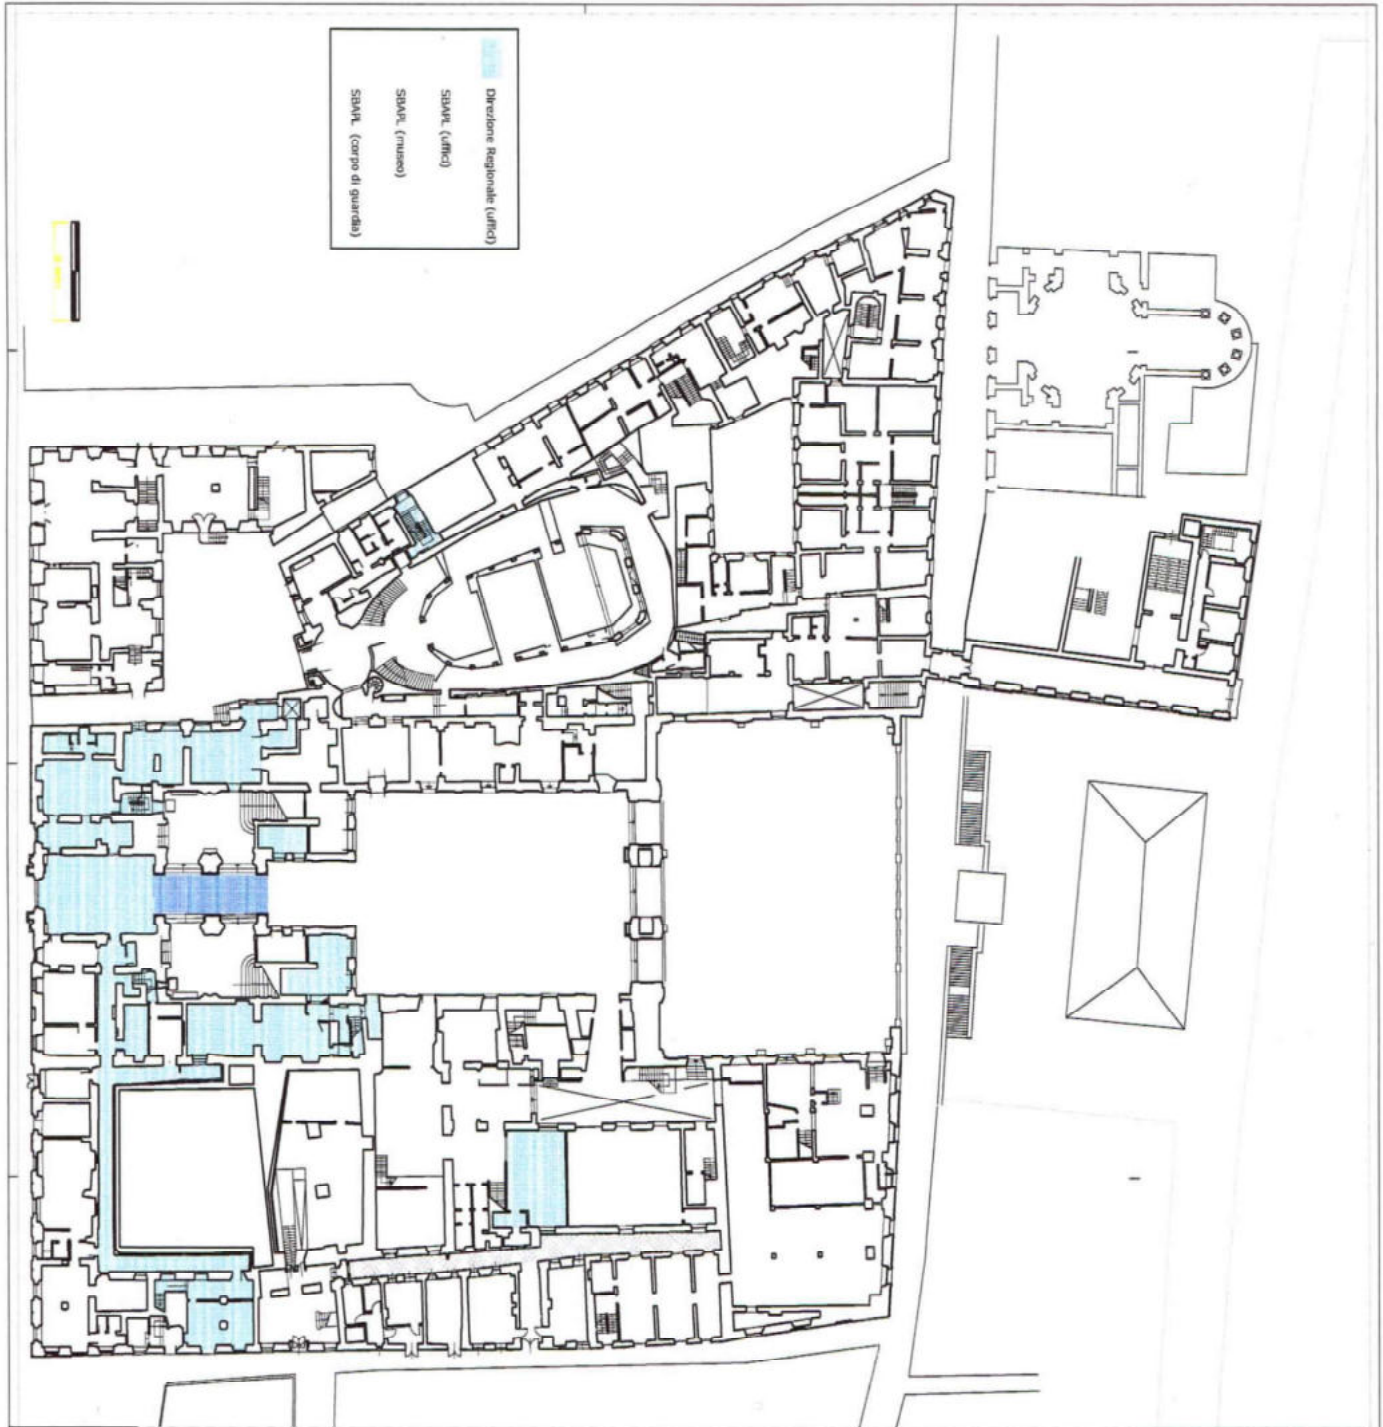 Direzione Regionale (uffici)
SBAPL (uffici)
SBAPL (museo)
SBAPL (corpo di guardia)